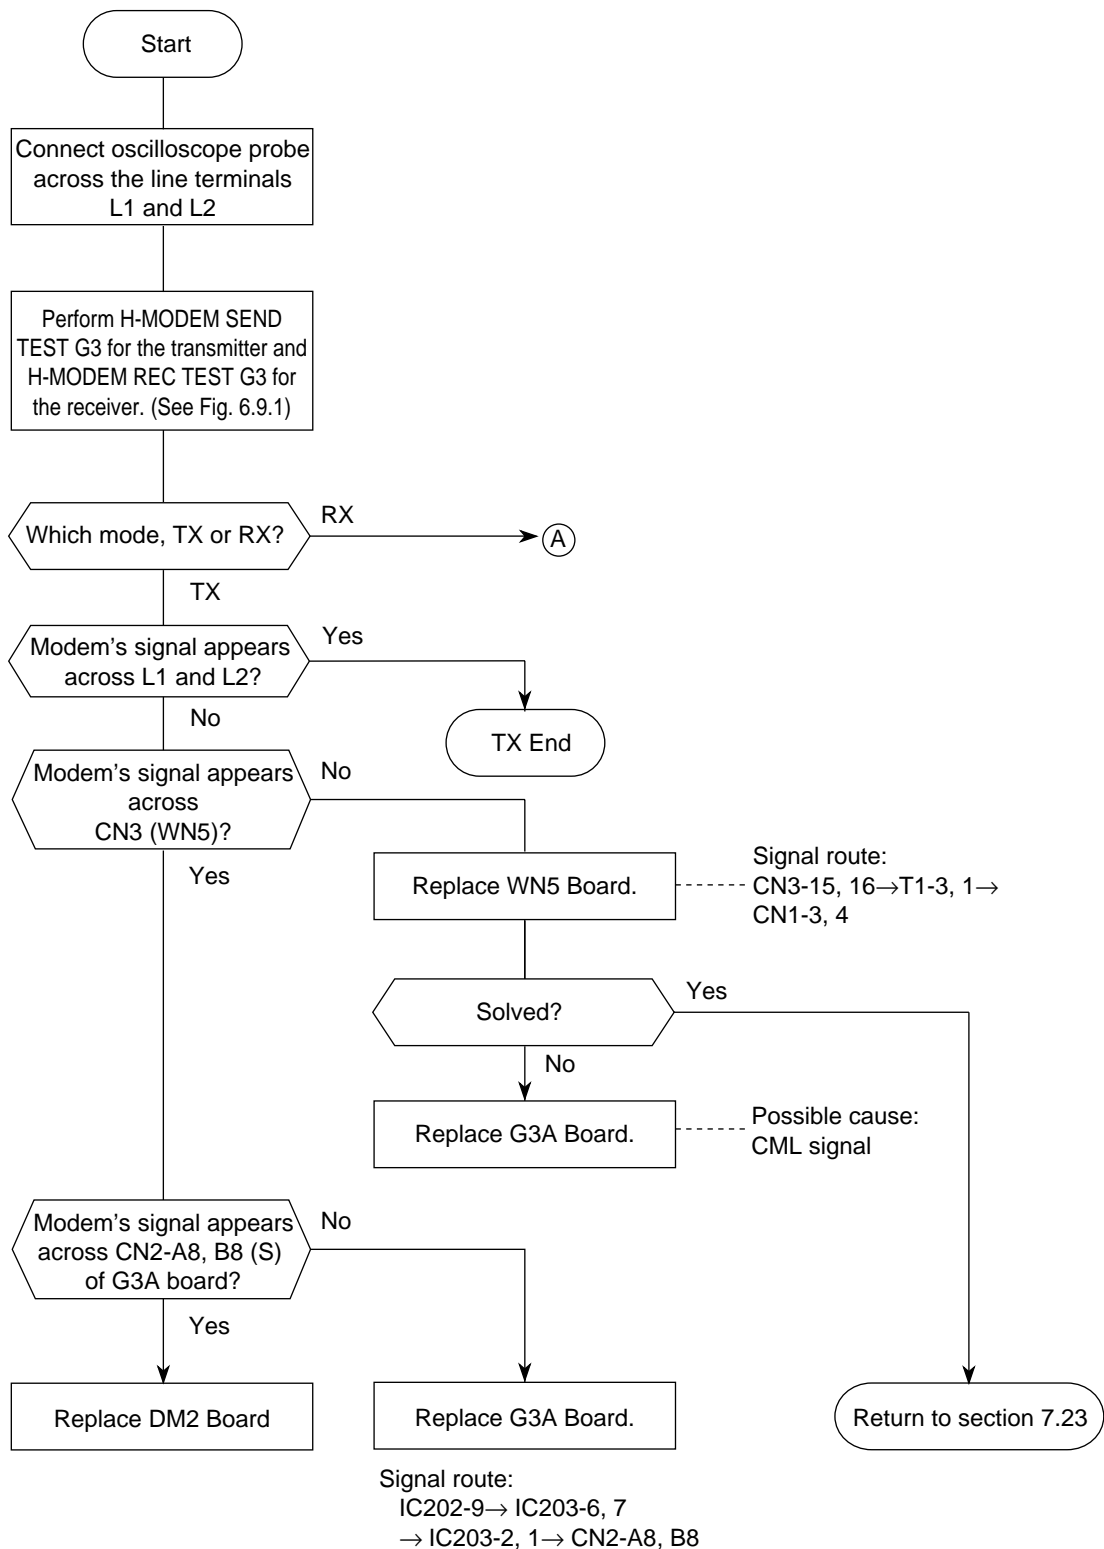 Start
Connect oscilloscope probe
across the line terminals
L1 and L2
Perform H-MODEM SEND
TEST G3 for the transmitter and
H-MODEM REC TEST G3 for
the receiver. (See Fig. 6.9.1)
Which mode, TX or RX?
RX
A
TX
Modem's signal appears
across L1 and L2?
Yes
No
TX End
Modem's signal appears
across
CN3 (WN5)?
No
Yes
Replace WN5 Board.
Signal route:
CN3-15, 16→T1-3, 1→
CN1-3, 4
Solved?
Yes
No
Replace G3A Board.
Possible cause:
CML signal
Modem's signal appears
across CN2-A8, B8 (S)
of G3A board?
No
Yes
Replace DM2 Board
Replace G3A Board.
Return to section 7.23
Signal route:
IC202-9→ IC203-6, 7
→ IC203-2, 1→ CN2-A8, B8